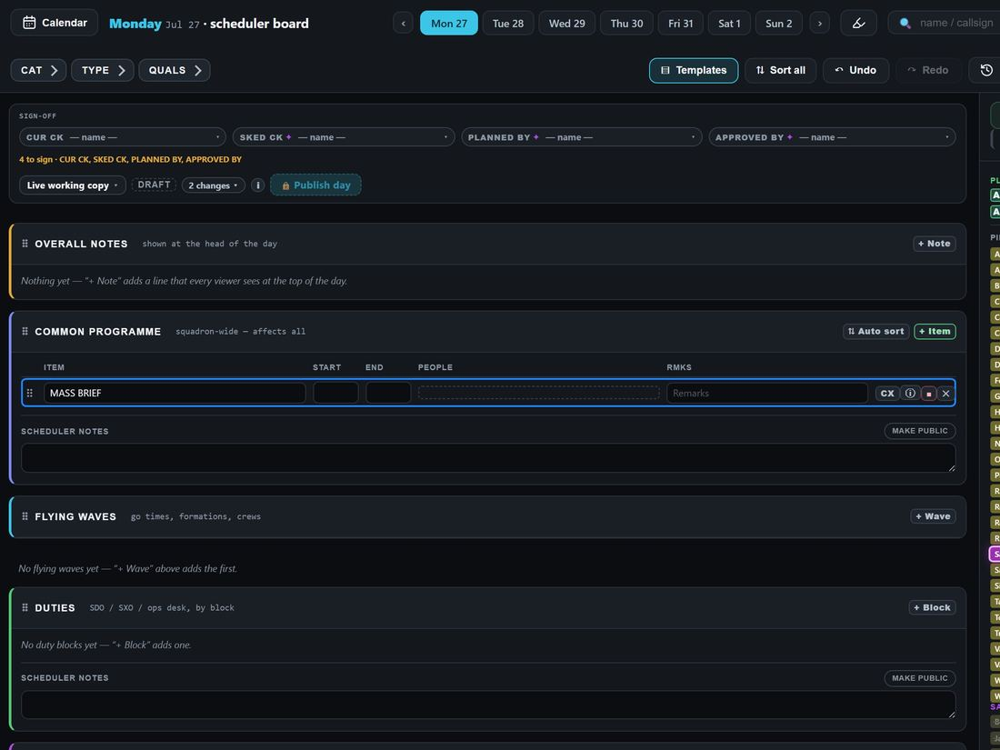 Calendar
Monday Jul 27 · scheduler board
‹ Mon 27 Tue 28 Wed 29 Thu 30 Fri 31 Sat 1 Sun 2 ›
name / callsign
CAT TYPE QUALS
Templates Sort all Undo Redo
SIGN-OFF
CUR CK — name — SKED CK — name — PLANNED BY — name — APPROVED BY — name —
4 to sign · CUR CK, SKED CK, PLANNED BY, APPROVED BY
Live working copy DRAFT 2 changes i Publish day
OVERALL NOTES shown at the head of the day + Note
Nothing yet — "+ Note" adds a line that every viewer sees at the top of the day.
COMMON PROGRAMME squadron-wide — affects all Auto sort + Item
ITEM START END PEOPLE RMKS
MASS BRIEF Remarks CX
SCHEDULER NOTES MAKE PUBLIC
FLYING WAVES go times, formations, crews + Wave
No flying waves yet — "+ Wave" above adds the first.
DUTIES SDO / SXO / ops desk, by block + Block
No duty blocks yet — "+ Block" adds one.
SCHEDULER NOTES MAKE PUBLIC